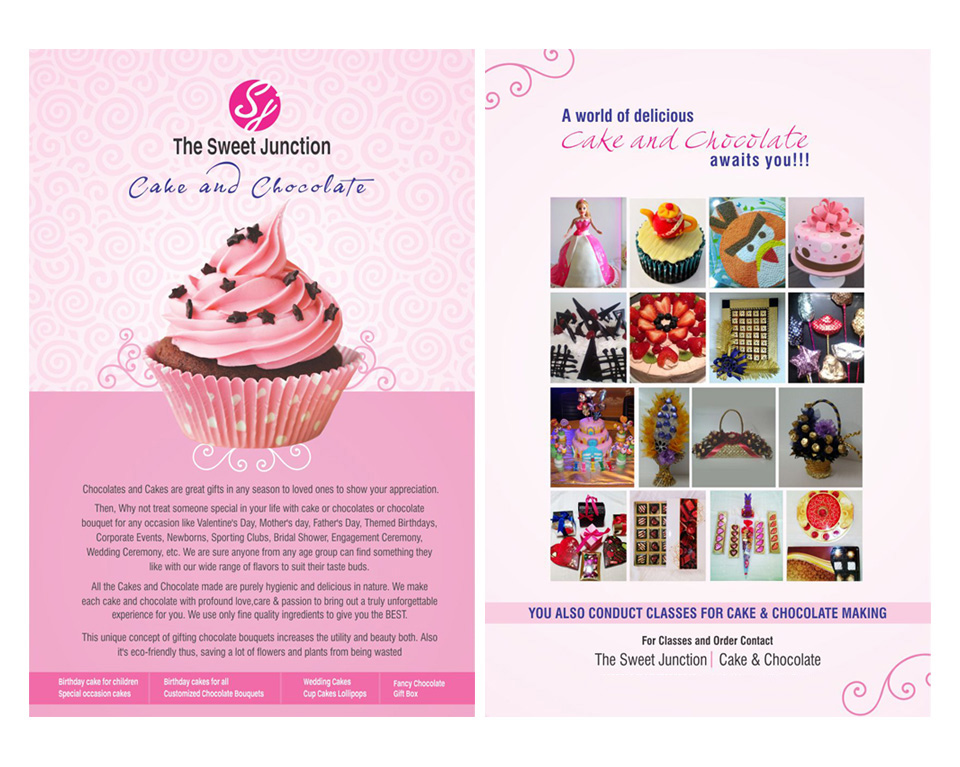 Sj
The Sweet Junction
Cake and Chocolate
Chocolates and Cakes are great gifts in any season to loved ones to show your appreciation.
Then, Why not treat someone special in your life with cake or chocolates or chocolate
bouquet for any occasion like Valentine's Day, Mother's day, Father's Day, Themed Birthdays,
Corporate Events, Newborns, Sporting Clubs, Bridal Shower, Engagement Ceremony,
Wedding Ceremony, etc. We are sure anyone from any age group can find something they
like with our wide range of flavors to suit their taste buds.
All the Cakes and Chocolate made are purely hygienic and delicious in nature. We make
each cake and chocolate with profound love,care & passion to bring out a truly unforgettable
experience for you. We use only fine quality ingredients to give you the BEST.
This unique concept of gifting chocolate bouquets increases the utility and beauty both. Also
it's eco-friendly thus, saving a lot of flowers and plants from being wasted
Birthday cake for children
Special occasion cakes
Birthday cakes for all
Customized Chocolate Bouquets
Wedding Cakes
Cup Cakes Lollipops
Fancy Chocolate
Gift Box
A world of delicious
Cake and Chocolate
awaits you!!!
YOU ALSO CONDUCT CLASSES FOR CAKE & CHOCOLATE MAKING
For Classes and Order Contact
The Sweet Junction | Cake & Chocolate